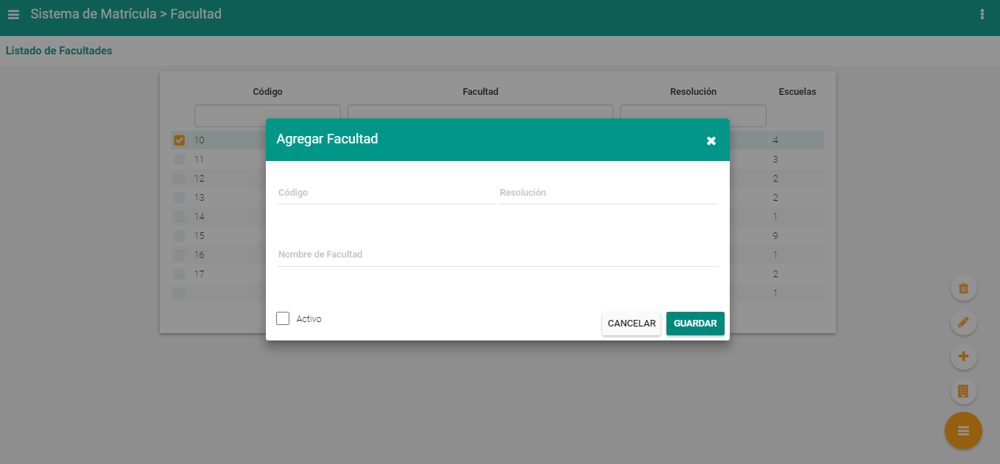 Sistema de Matrícula > Facultad
Listado de Facultades
Código Facultad Resolución Escuelas
10 4
11 3
12 2
13 2
14 1
15 9
16 1
17 2
1
Agregar Facultad
Código Resolución
Nombre de Facultad
Activo CANCELAR GUARDAR